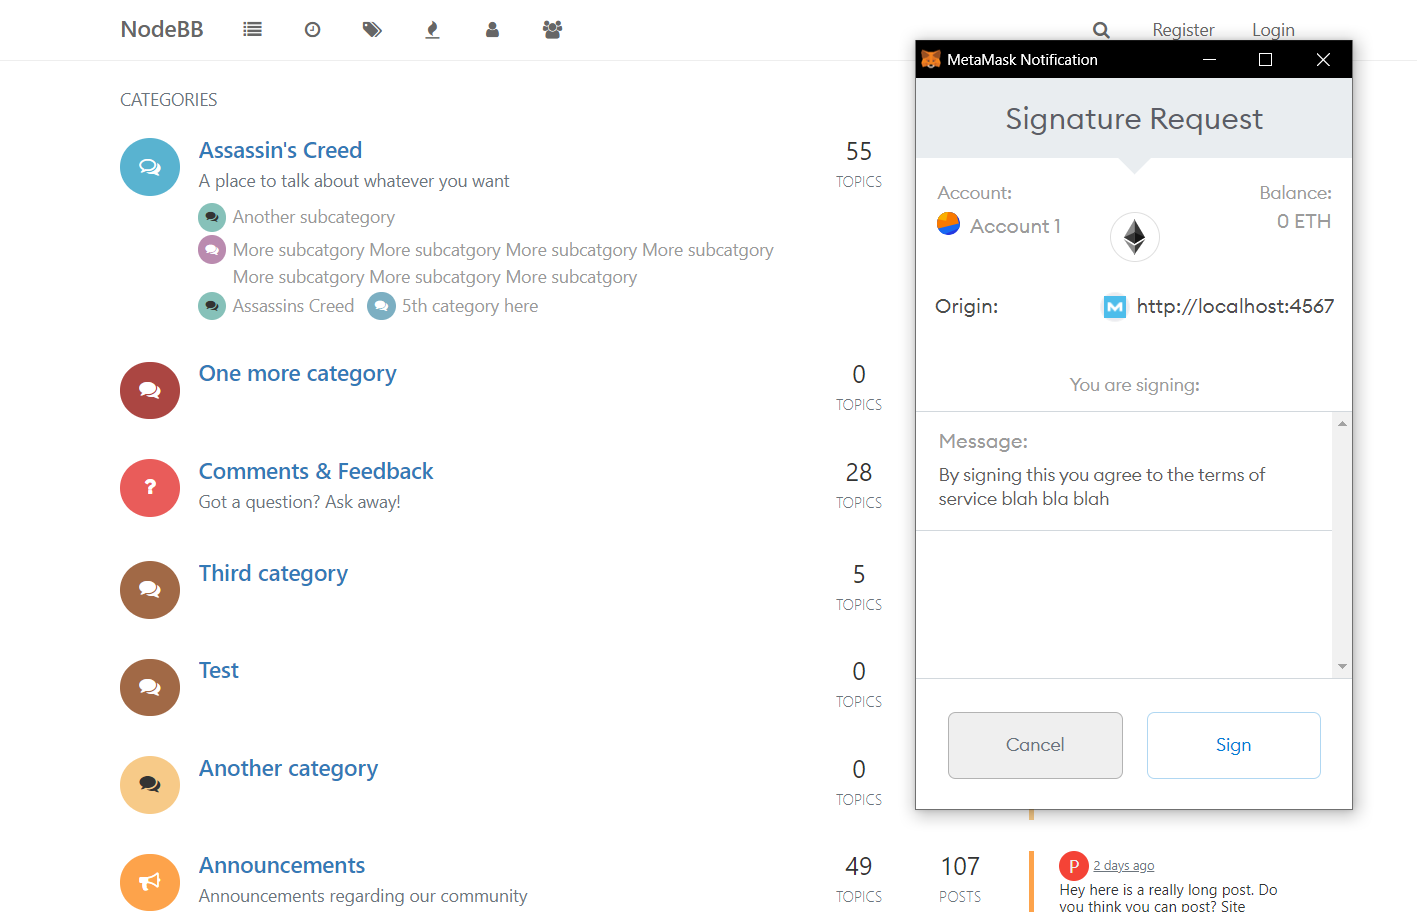 NodeBB
Register
Login
CATEGORIES
Assassin's Creed
A place to talk about whatever you want
Another subcategory
More subcatgory More subcatgory More subcatgory More subcatgory
More subcatgory More subcatgory More subcatgory
Assassins Creed 5th category here
55
TOPICS
One more category
0
TOPICS
Comments & Feedback
Got a question? Ask away!
28
TOPICS
Third category
5
TOPICS
Test
0
TOPICS
Another category
0
TOPICS
Announcements
Announcements regarding our community
49
TOPICS
107
POSTS
P 2 days ago
Hey here is a really long post. Do
you think you can post? Site
MetaMask Notification
Signature Request
Account:
Account 1
Balance:
0 ETH
Origin:
http://localhost:4567
You are signing:
Message:
By signing this you agree to the terms of
service blah bla blah
Cancel
Sign